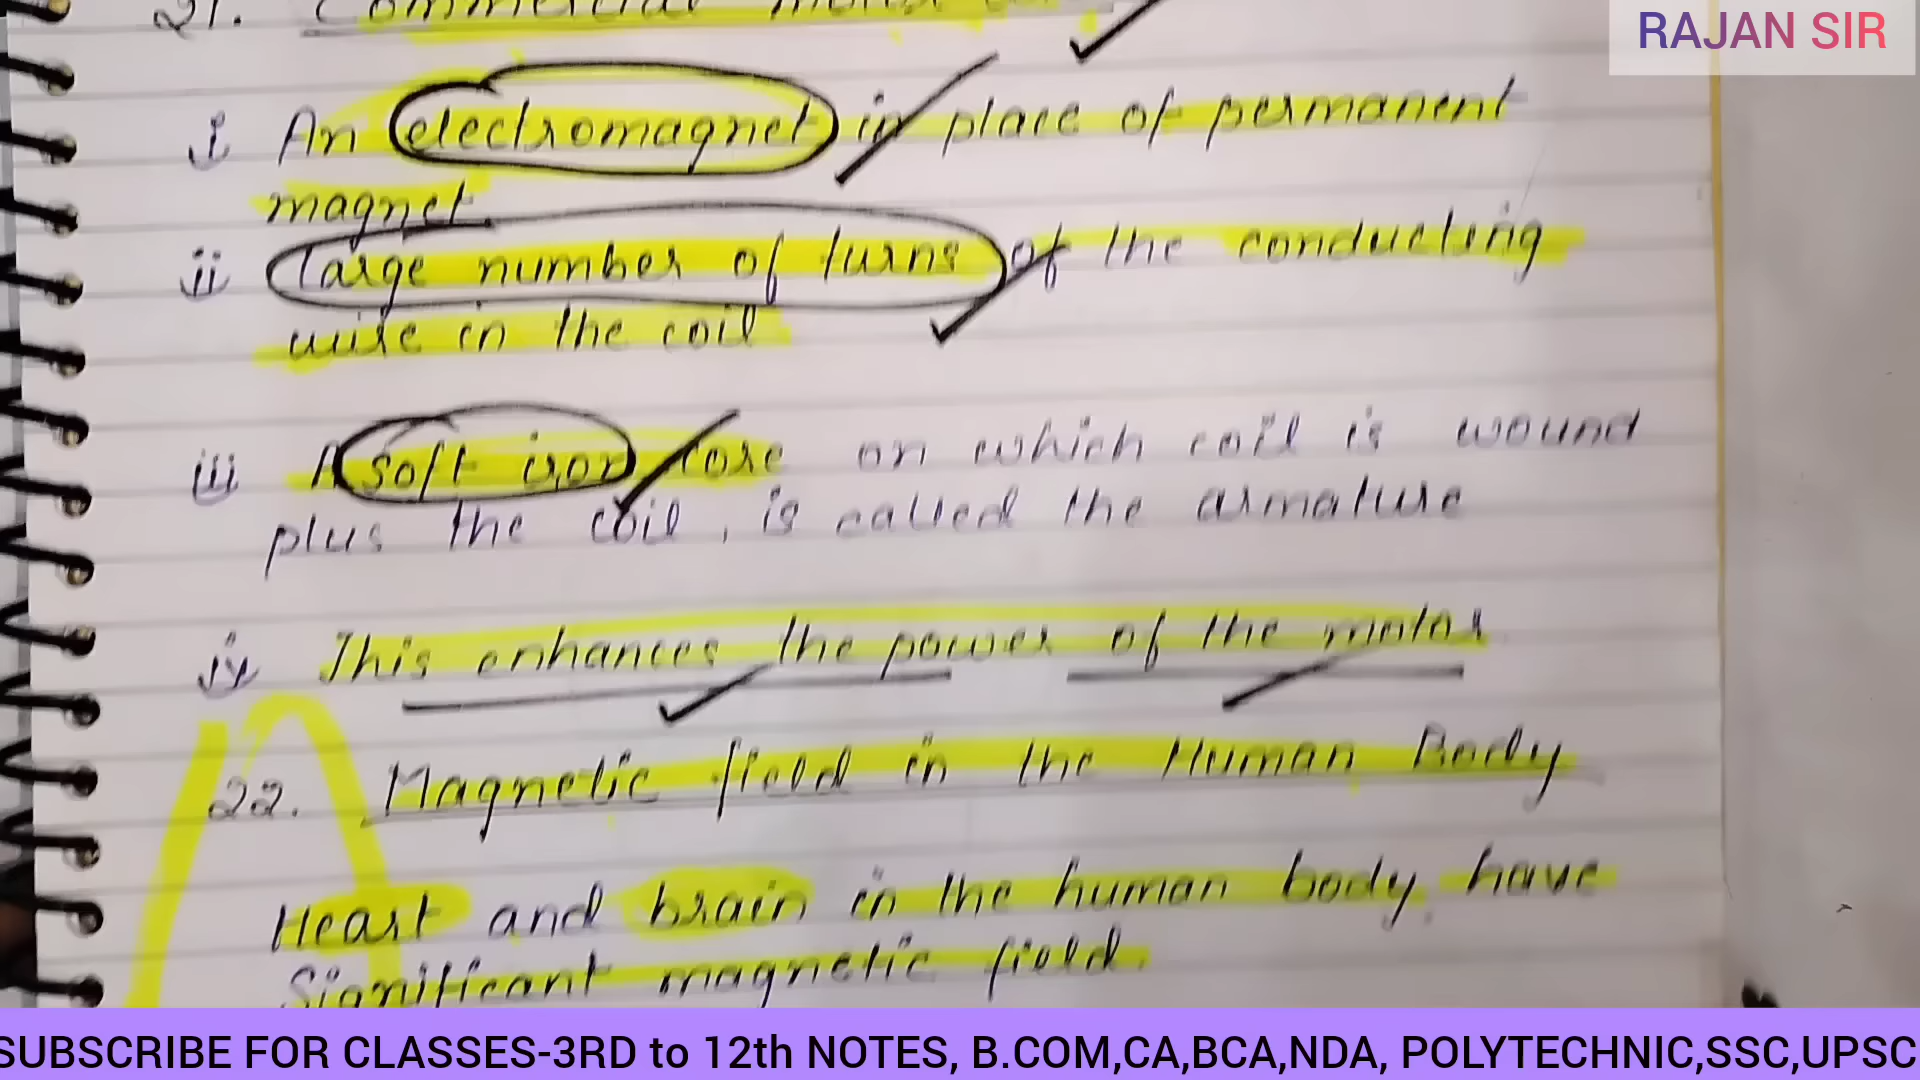 21. Commercial motor
RAJAN SIR
i An electromagnet in place of permanent
magnet.
ii Large number of turns of the conducting
wire in the coil
iii A soft iron core on which coil is wound
plus the coil, is called the armature
iv This enhances the power of the motor
22. Magnetic field in the Human Body
Heart and brain in the human body have
Significant magnetic field.
SUBSCRIBE FOR CLASSES-3RD to 12th NOTES, B.COM,CA,BCA,NDA, POLYTECHNIC,SSC,UPSC